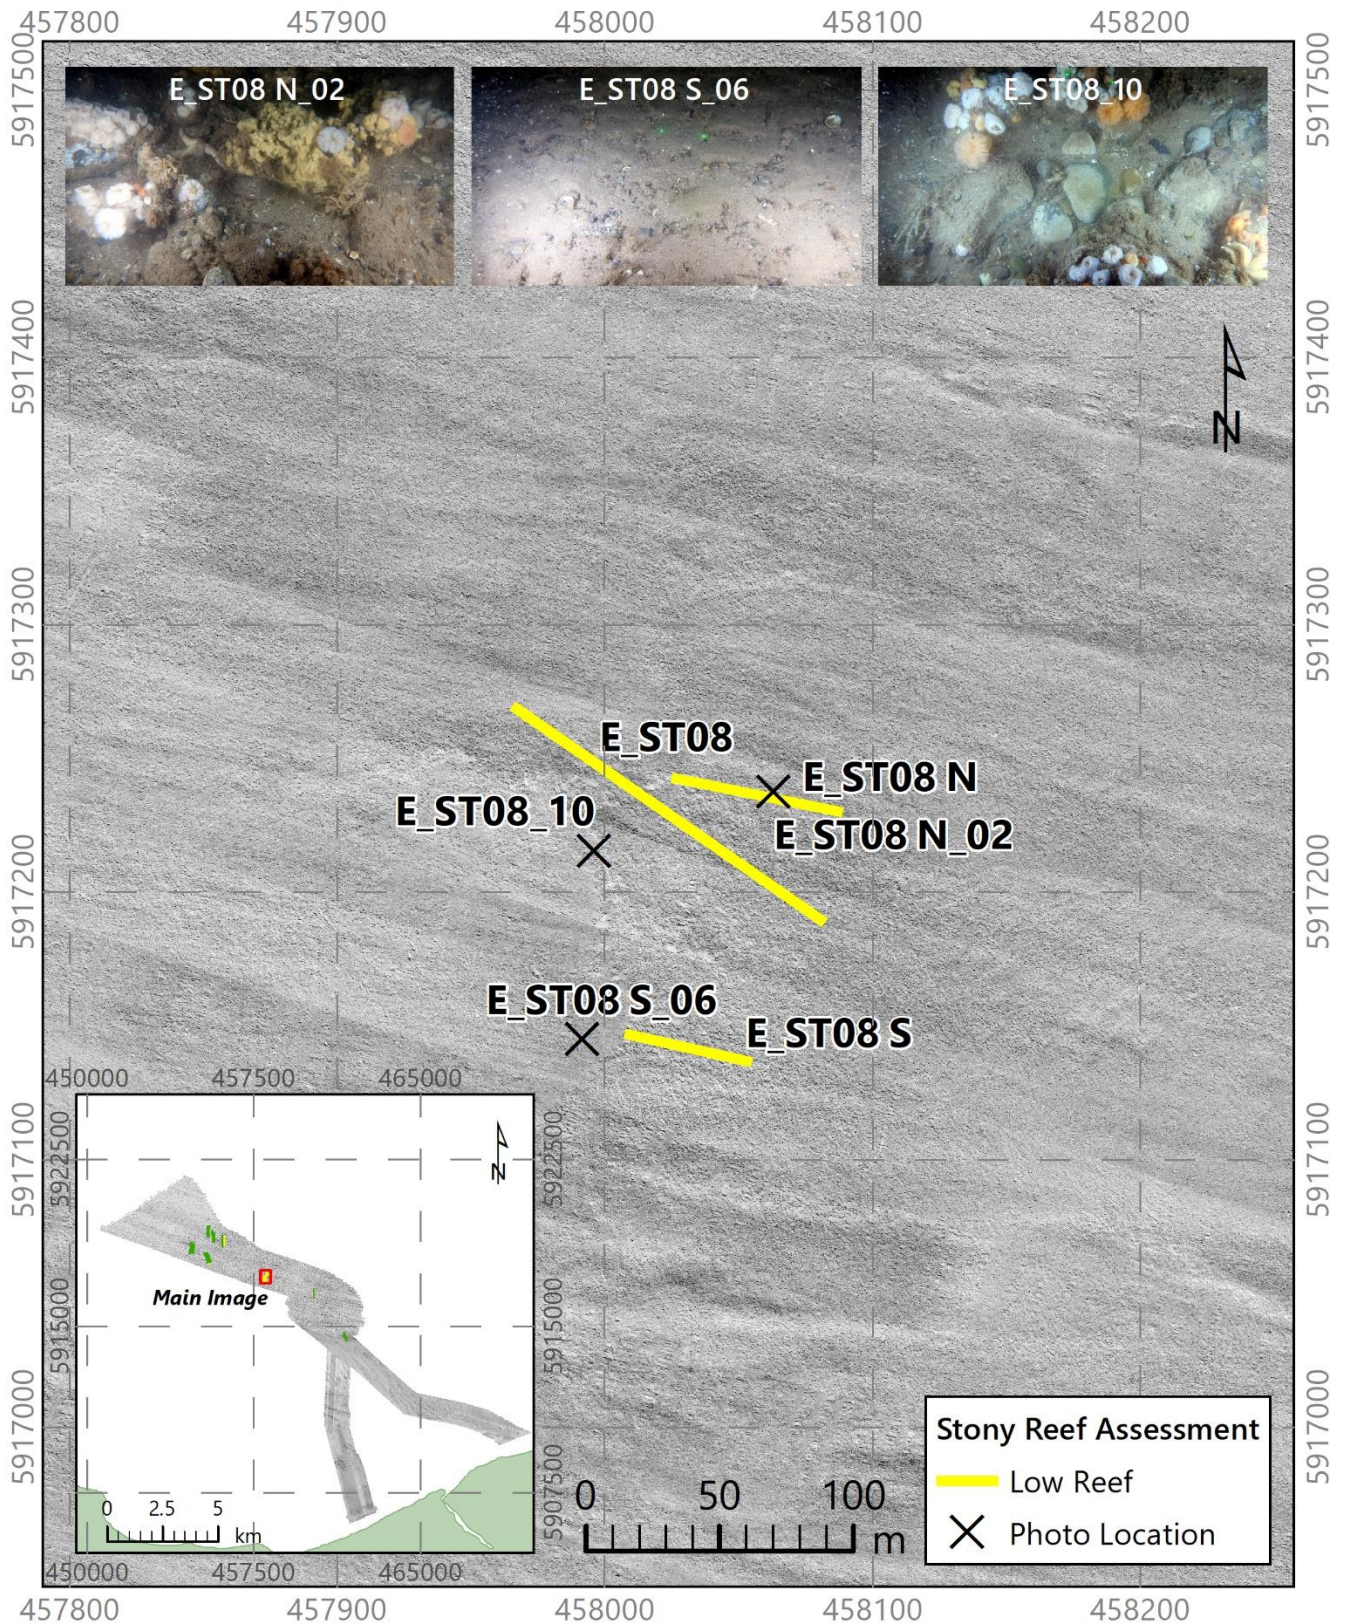 457800 457900 458000 458100 458200
5917500 5917500
E_ST08 N_02 E_ST08 S_06 E_ST08_10
5917400 5917400
N
5917300 5917300
E_ST08
E_ST08 N
E_ST08_10
E_ST08 N_02
5917200 5917200
E_ST08 S_06
E_ST08 S
450000 457500 465000
5922500 5922500
N
5917100 5917100
Main Image
5915000 5915000
5917000 5917000
Stony Reef Assessment
Low Reef
Photo Location
0 50 100
m
5907500
0 2.5 5
km
450000 457500 465000
457800 457900 458000 458100 458200